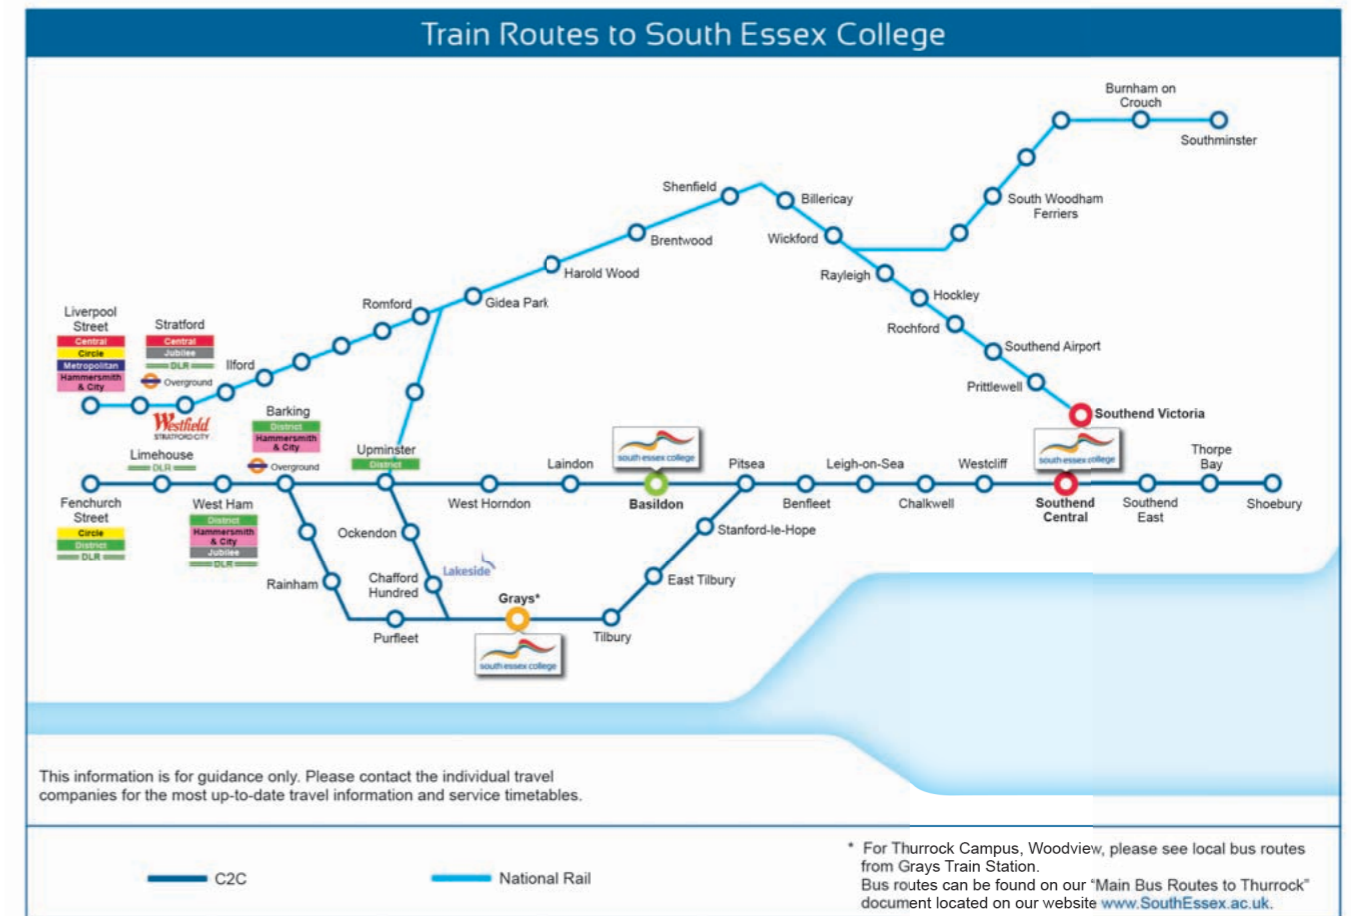 Train Routes to South Essex College
Burnham on
Crouch
Southminster
Shenfield
Billericay
South Woodham
Ferriers
Brentwood
Wickford
Harold Wood
Rayleigh
Romford
Gidea Park
Hockley
Liverpool
Street
Central
Circle
Metropolitan
Hammersmith
& City
Stratford
Central
Jubilee
DLR
Overground
Westfield
STRATFORD CITY
Ilford
Rochford
Southend Airport
Prittlewell
Southend Victoria
south essex college
Barking
District
Hammersmith
& City
Overground
Limehouse
DLR
Upminster
District
Laindon
south essex college
Pitsea
Leigh-on-Sea
Westcliff
Thorpe
Bay
Fenchurch
Street
Circle
District
DLR
West Ham
District
Hammersmith
& City
Jubilee
DLR
West Horndon
Basildon
Benfleet
Chalkwell
Southend
Central
Southend
East
Shoebury
Ockendon
Stanford-le-Hope
Rainham
Chafford
Hundred
Lakeside
East Tilbury
Grays*
Purfleet
south essex college
Tilbury
This information is for guidance only. Please contact the individual travel
companies for the most up-to-date travel information and service timetables.
C2C
National Rail
* For Thurrock Campus, Woodview, please see local bus routes
from Grays Train Station.
Bus routes can be found on our “Main Bus Routes to Thurrock”
document located on our website www.SouthEssex.ac.uk.